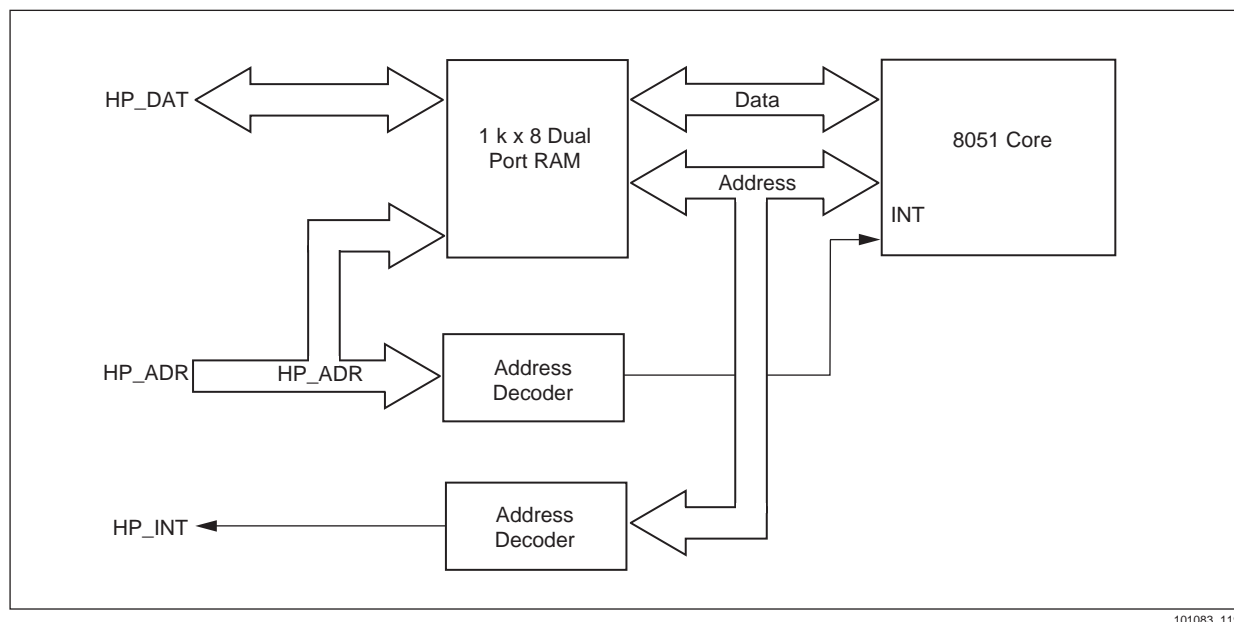 HP_DAT
1 k x 8 Dual
Port RAM
Data
Address
8051 Core
INT
HP_ADR
HP_ADR
Address
Decoder
HP_INT
Address
Decoder